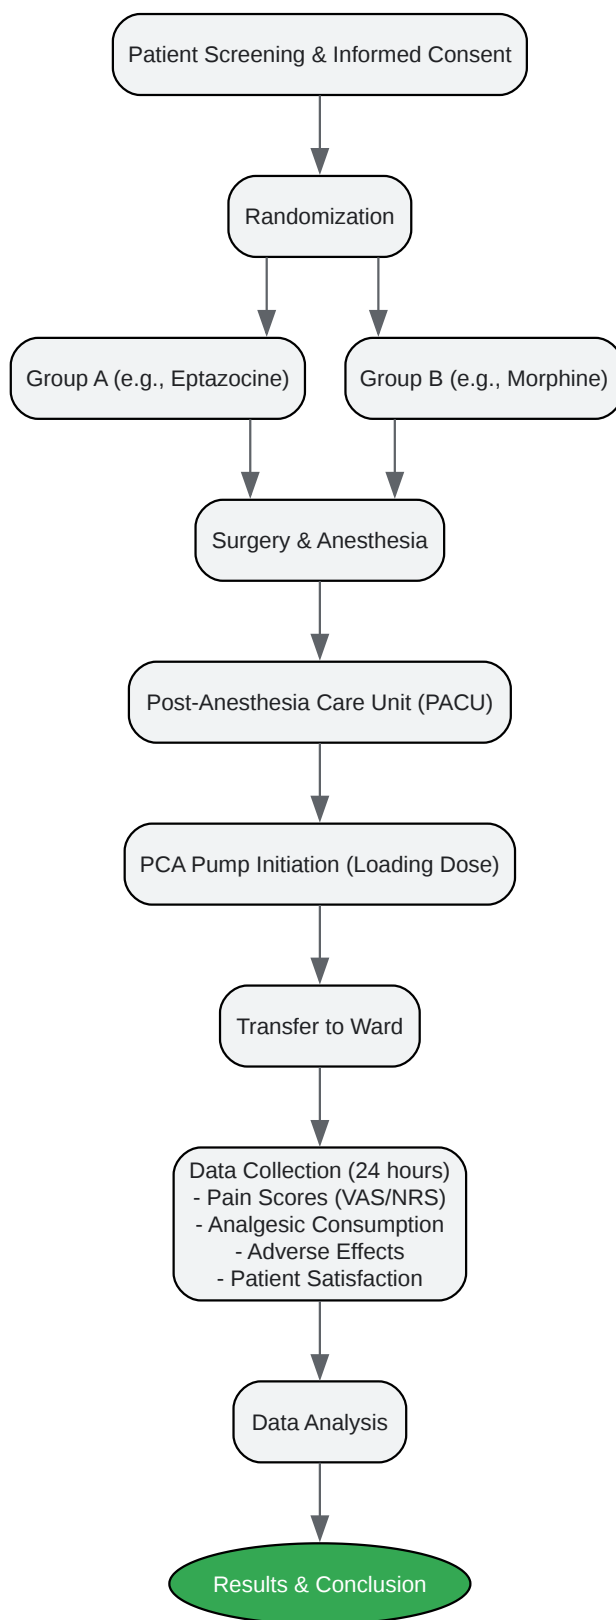 Patient Screening & Informed Consent
Randomization
Group A (e.g., Eptazocine)
Group B (e.g., Morphine)
Surgery & Anesthesia
Post-Anesthesia Care Unit (PACU)
PCA Pump Initiation (Loading Dose)
Transfer to Ward
Data Collection (24 hours)
- Pain Scores (VAS/NRS)
- Analgesic Consumption
- Adverse Effects
- Patient Satisfaction
Data Analysis
Results & Conclusion